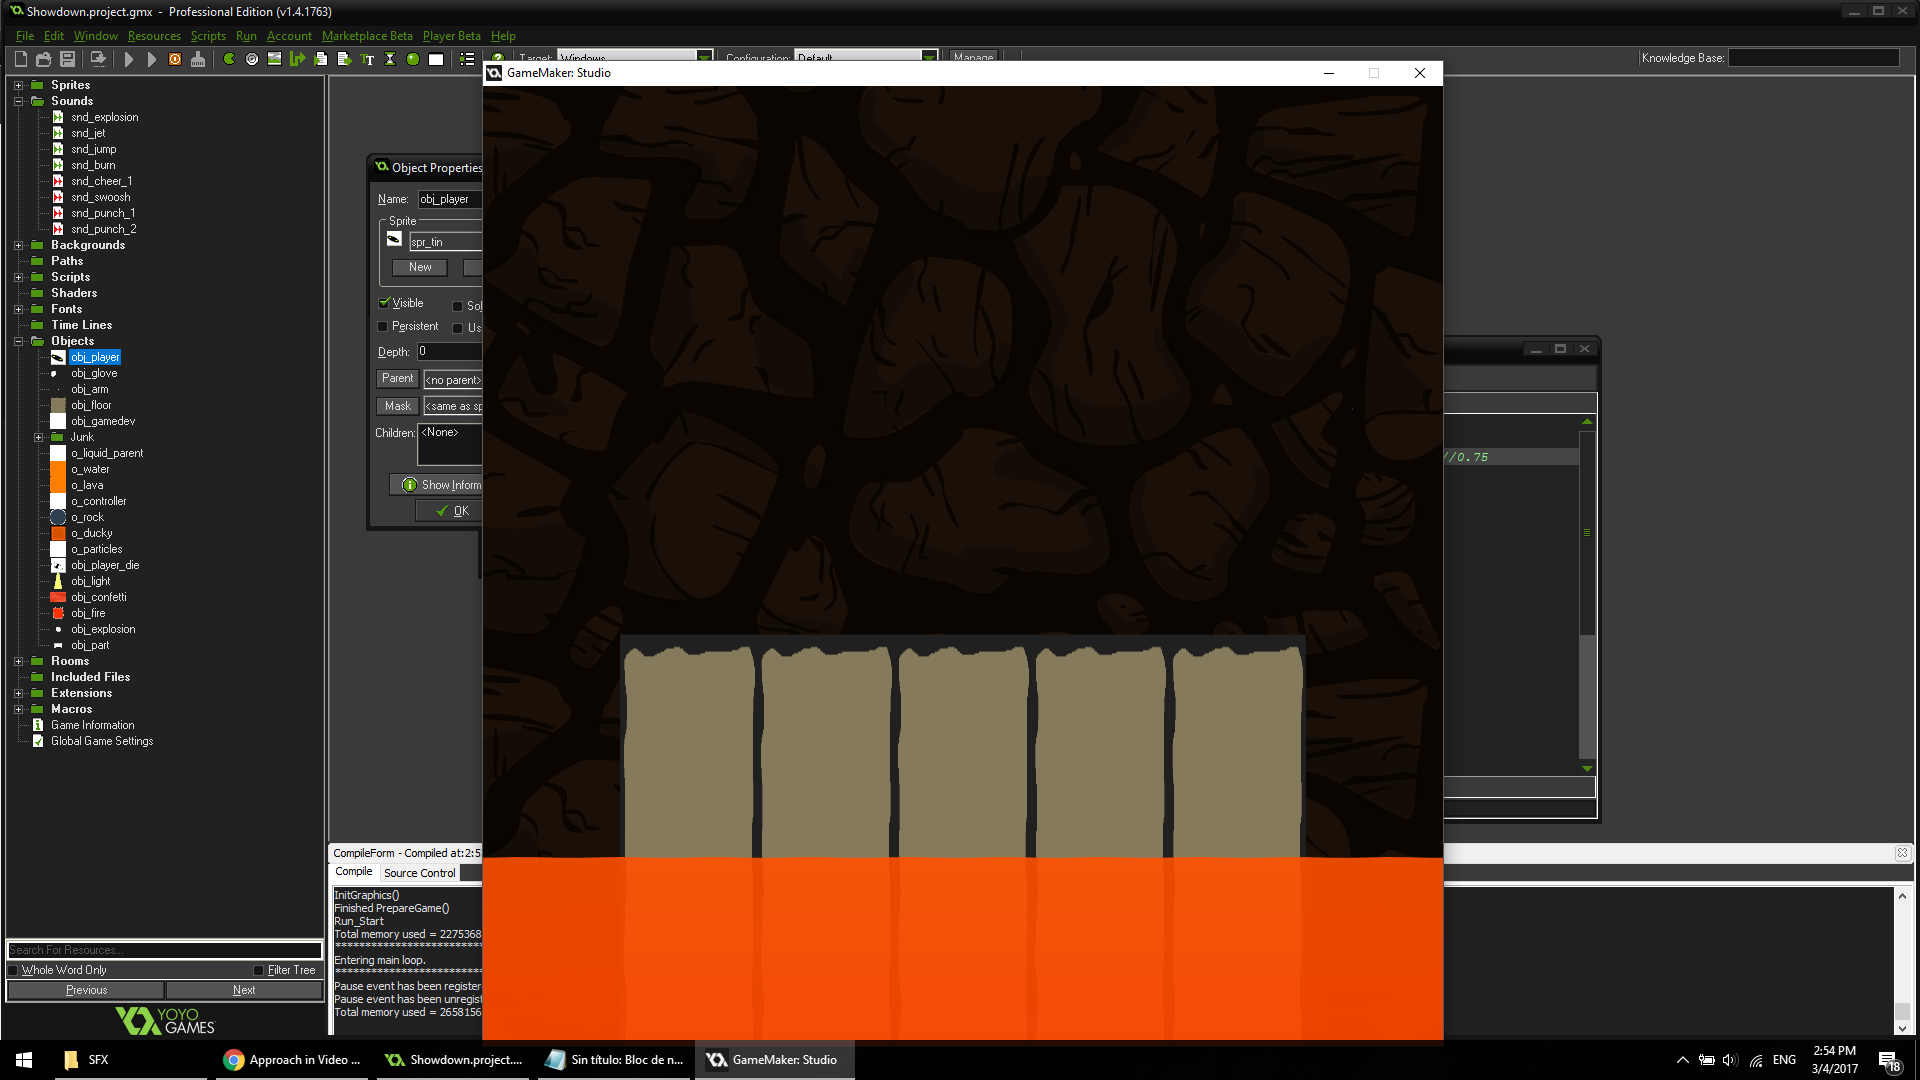 Showdown.project.gmx - Professional Edition (v1.4.1763)
File Edit Window Resources Scripts Run Account Marketplace Beta Player Beta Help
Target: Windows Configuration: Default Manage
Knowledge Base:
GameMaker: Studio
Sprites
Sounds
snd_explosion
snd_jet
snd_jump
snd_burn
snd_cheer_1
snd_swoosh
snd_punch_1
snd_punch_2
Backgrounds
Paths
Scripts
Shaders
Fonts
Time Lines
Objects
obj_player
obj_glove
obj_arm
obj_floor
obj_gamedev
Junk
o_liquid_parent
o_water
o_lava
o_controller
o_rock
o_ducky
o_particles
obj_player_die
obj_light
obj_confetti
obj_fire
obj_explosion
obj_part
Rooms
Included Files
Extensions
Macros
Game Information
Global Game Settings
Search For Resources...
Whole Word Only Filter Tree
Previous Next
YOYO GAMES
Object Properties
Name: obj_player
Sprite
spr_tin
New
Visible Sol
Persistent Us
Depth: 0
Parent <no parent>
Mask <same as sp
Children: <None>
Show Inform
OK
//0.75
CompileForm - Compiled at:2:5
Compile Source Control
InitGraphics()
Finished PrepareGame()
Run_Start
Total memory used = 2275368
*************************
Entering main loop.
*************************
Pause event has been register
Pause event has been unregist
Total memory used = 2658156
SFX
Approach in Video ...
Showdown.project....
Sin título: Bloc de n...
GameMaker: Studio
ENG
2:54 PM
3/4/2017
18